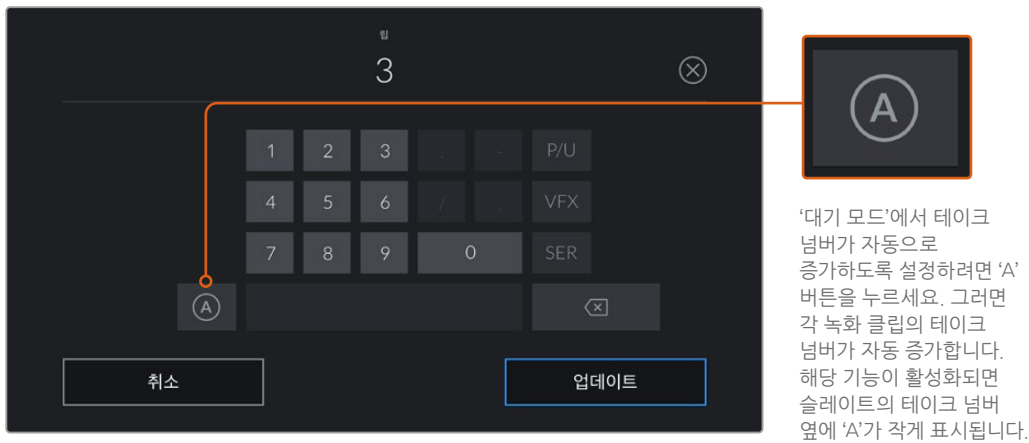 릴
3
1 2 3 . - P/U
4 5 6 / , VFX
7 8 9 0 SER
A
취소
업데이트
A
‘대기 모드’에서 테이크
넘버가 자동으로
증가하도록 설정하려면 ‘A’
버튼을 누르세요. 그러면
각 녹화 클립의 테이크
넘버가 자동 증가합니다.
해당 기능이 활성화되면
슬레이트의 테이크 넘버
옆에 ‘A’가 작게 표시됩니다.